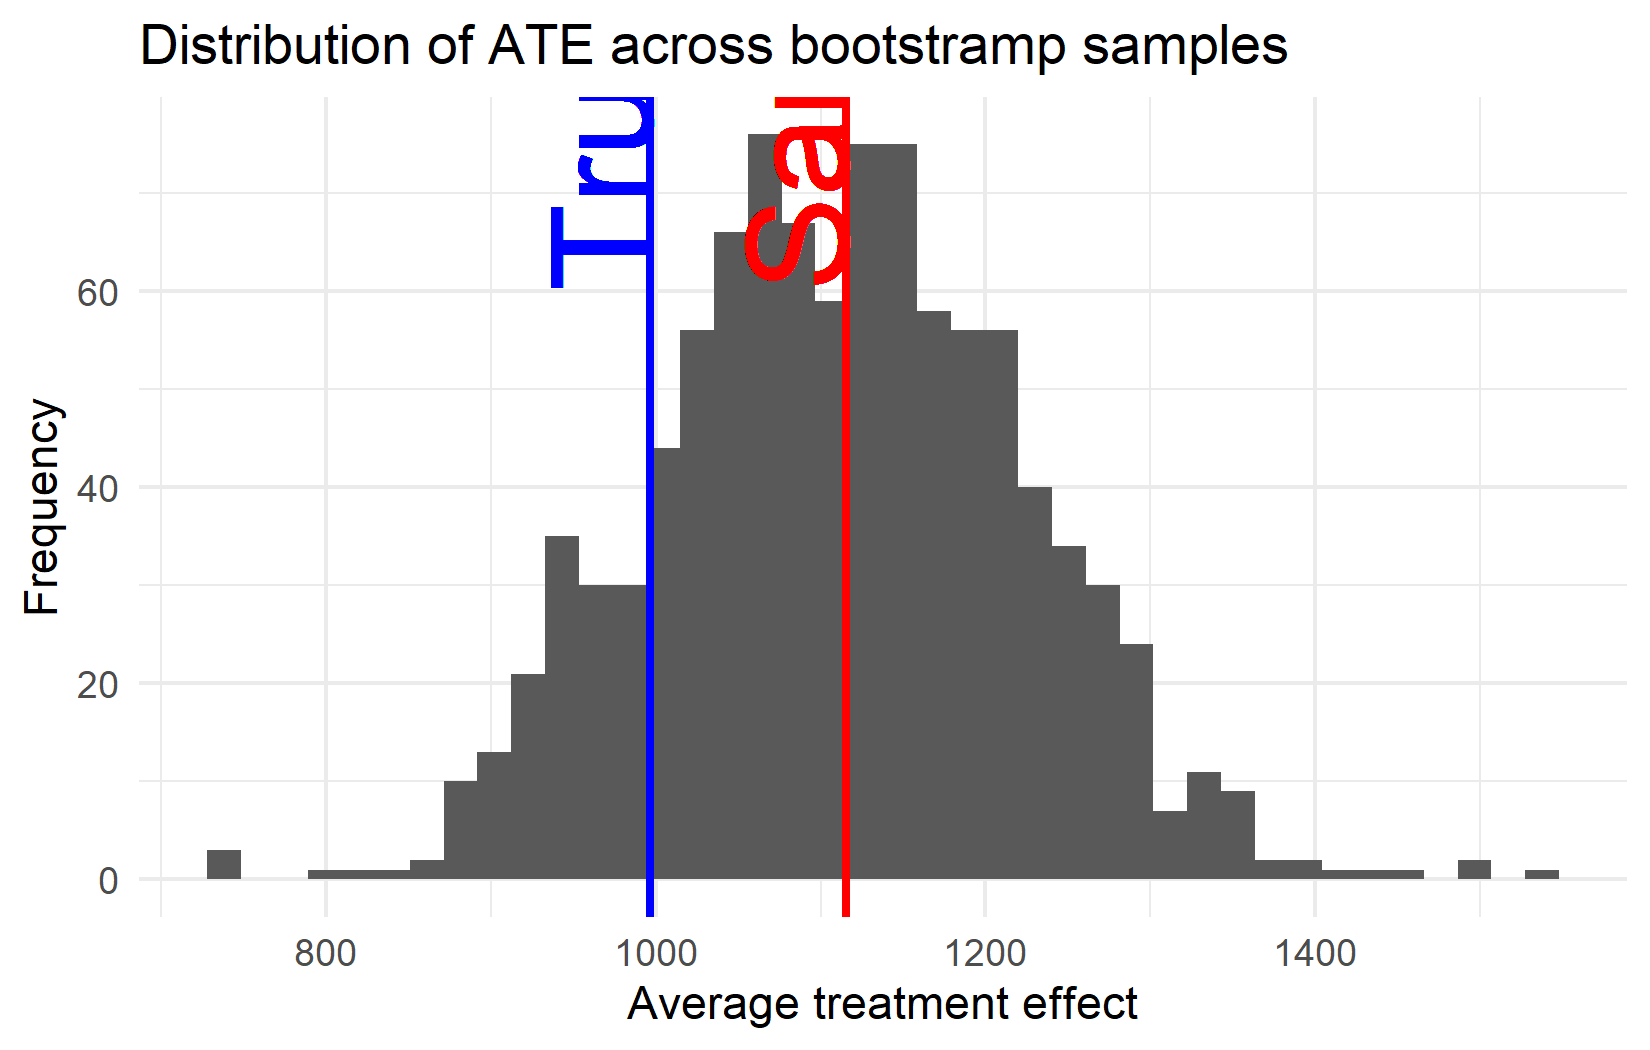 Distribution of ATE across bootstramp samples
Tru
Sa
Frequency
60
40
20
0
800 1000 1200 1400
Average treatment effect